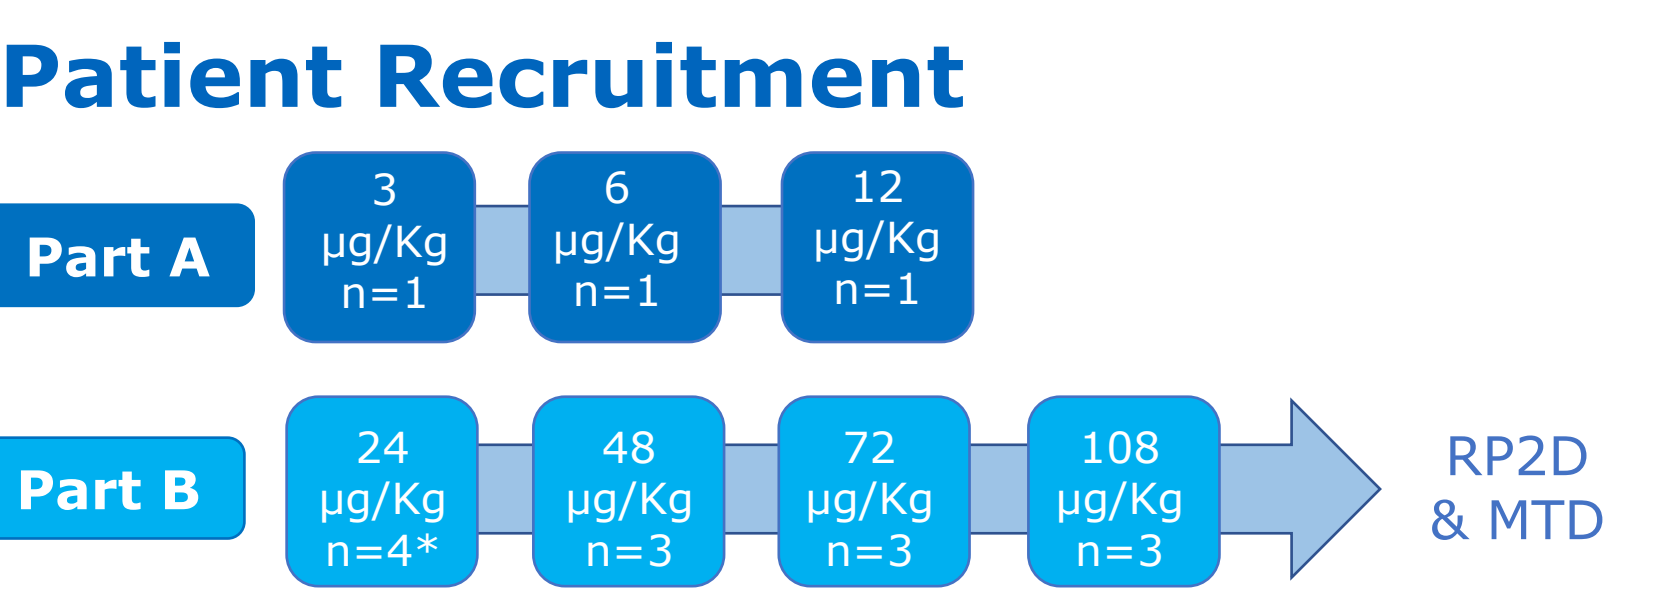 Patient Recruitment
Part A
3
µg/Kg
n=1
6
µg/Kg
n=1
12
µg/Kg
n=1
Part B
24
µg/Kg
n=4*
48
µg/Kg
n=3
72
µg/Kg
n=3
108
µg/Kg
n=3
RP2D
& MTD